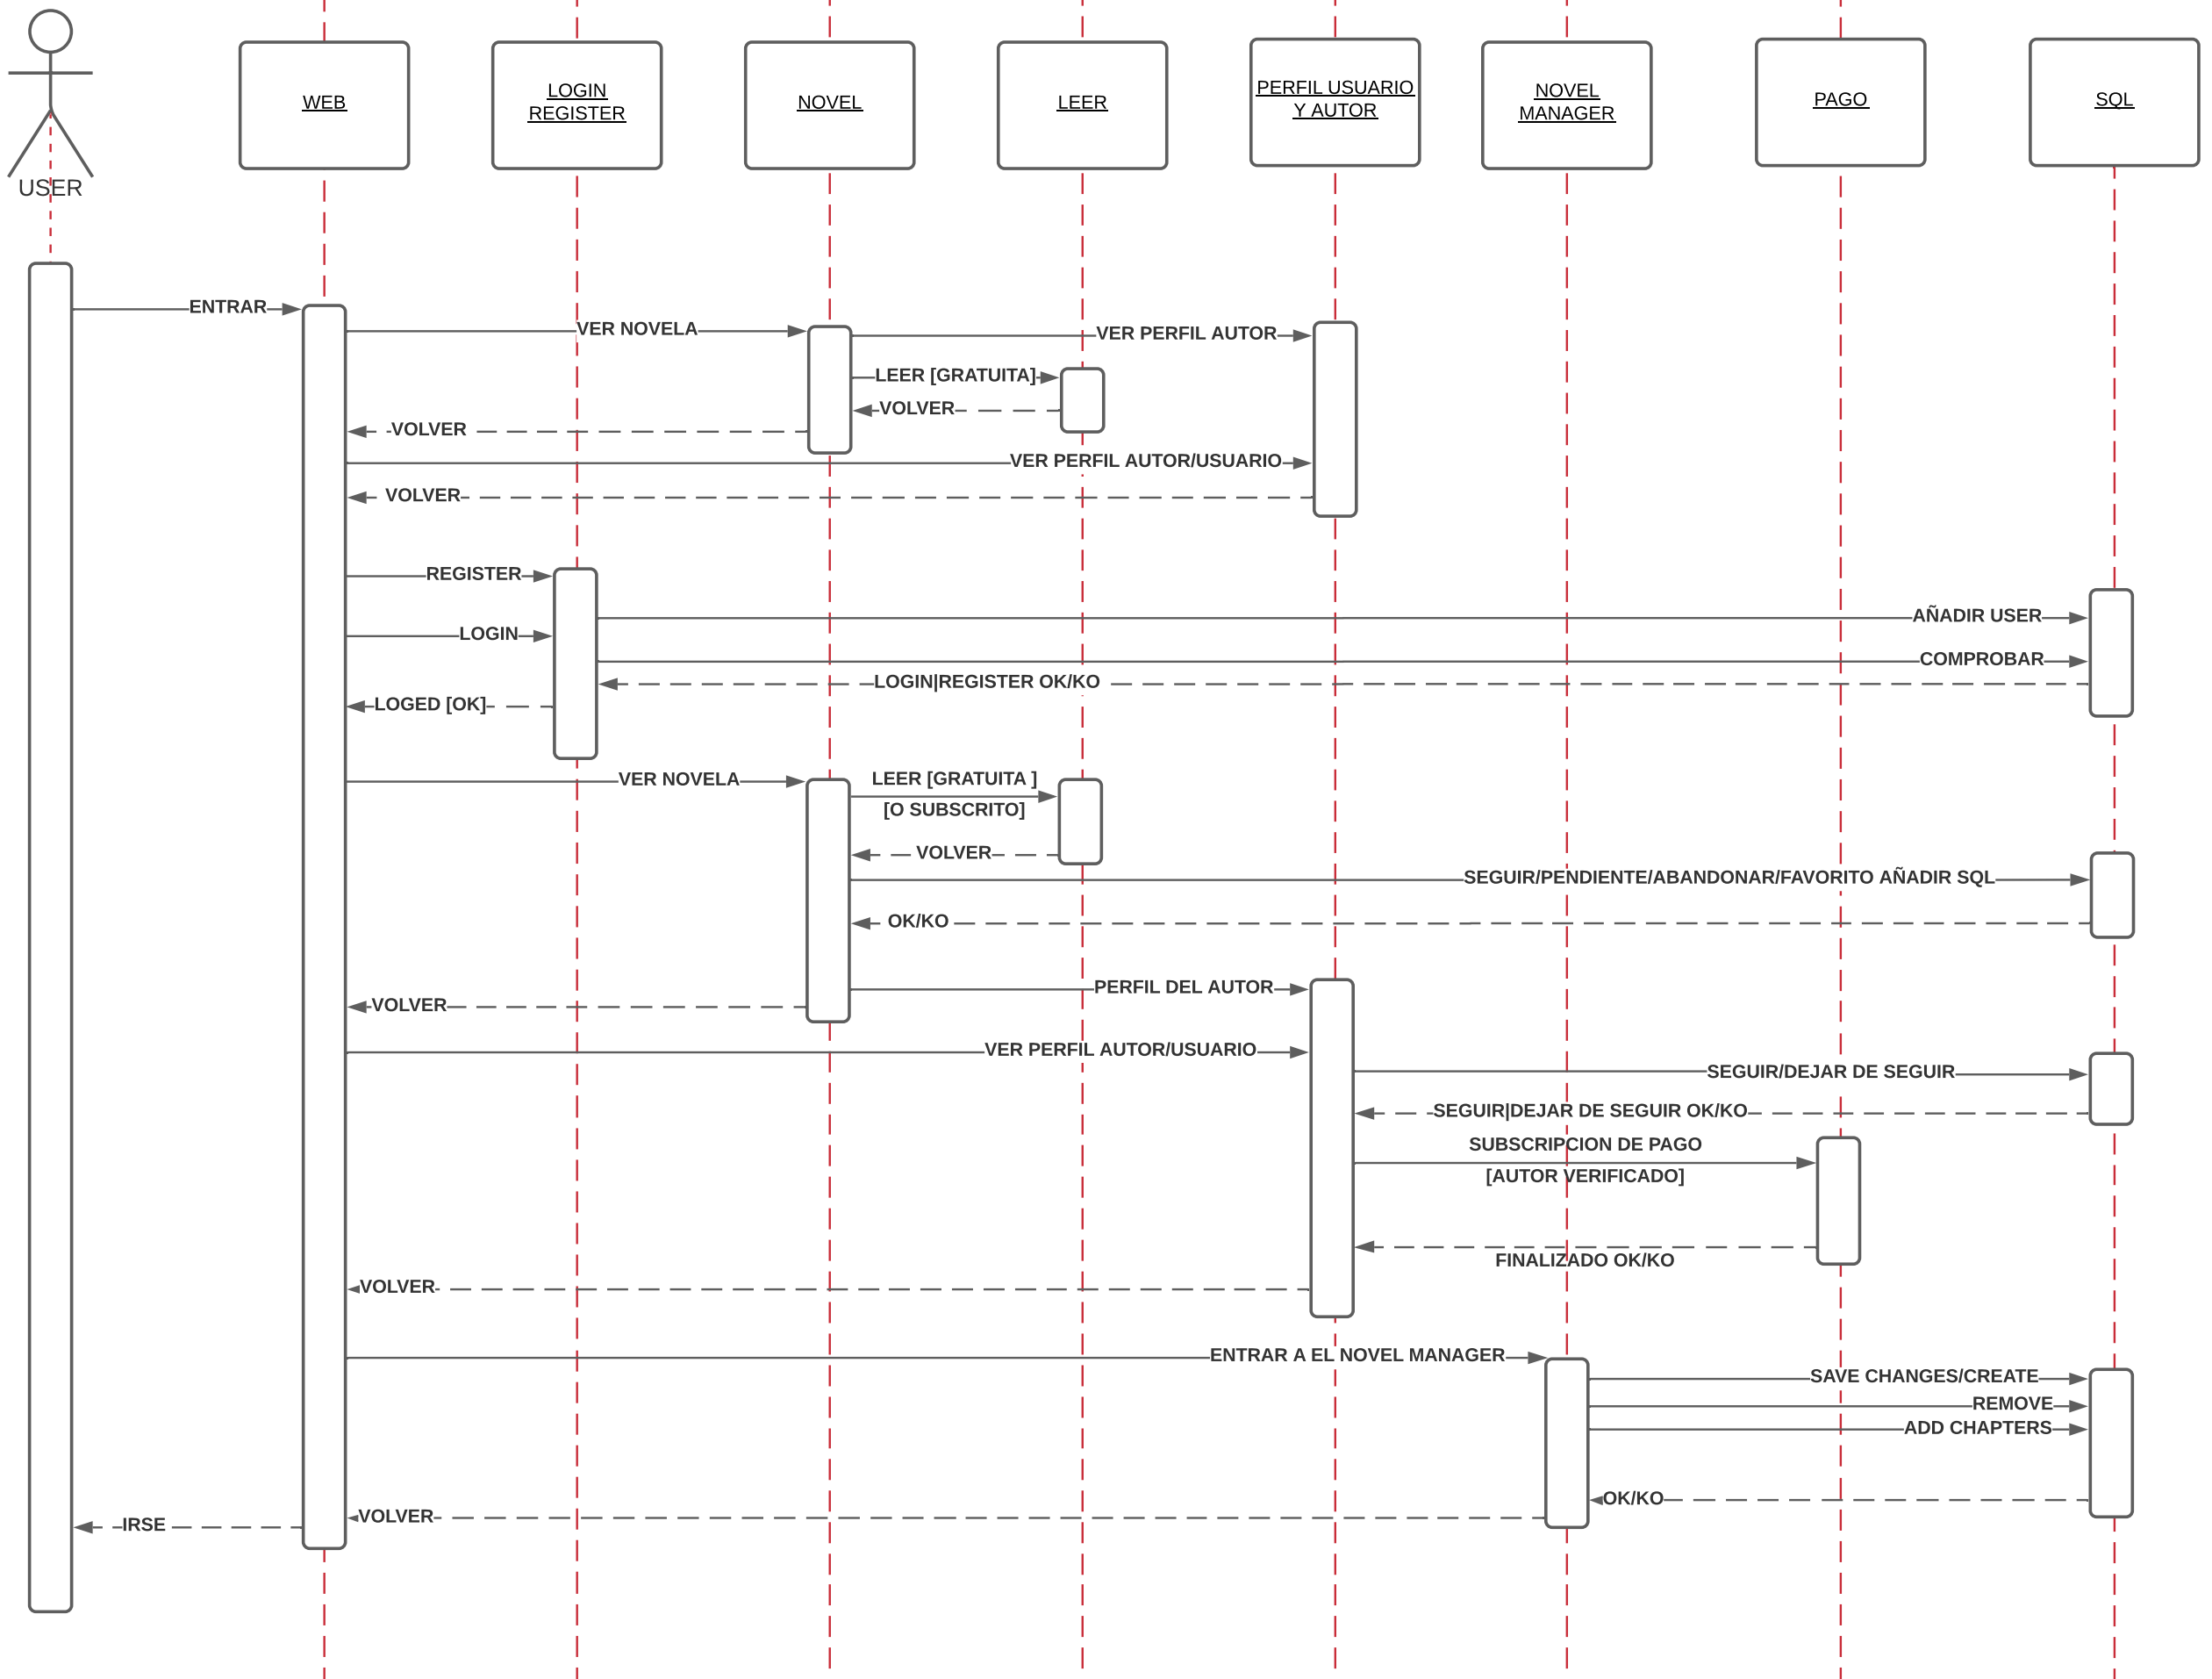 USER
WEB
LOGIN
REGISTER
NOVEL
LEER
PERFIL USUARIO
Y AUTOR
NOVEL
MANAGER
PAGO
SQL
ENTRAR
VER NOVELA
VER PERFIL AUTOR
LEER [GRATUITA]
VOLVER
VOLVER
VER PERFIL AUTOR/USUARIO
VOLVER
REGISTER
AÑADIR USER
LOGIN
COMPROBAR
LOGIN|REGISTER OK/KO
LOGED [OK]
VER NOVELA
LEER [GRATUITA ]
[O SUBSCRITO]
VOLVER
SEGUIR/PENDIENTE/ABANDONAR/FAVORITO AÑADIR SQL
OK/KO
PERFIL DEL AUTOR
VOLVER
VER PERFIL AUTOR/USUARIO
SEGUIR/DEJAR DE SEGUIR
SEGUIR|DEJAR DE SEGUIR OK/KO
SUBSCRIPCION DE PAGO
[AUTOR VERIFICADO]
FINALIZADO OK/KO
VOLVER
ENTRAR A EL NOVEL MANAGER
SAVE CHANGES/CREATE
REMOVE
ADD CHAPTERS
OK/KO
VOLVER
IRSE